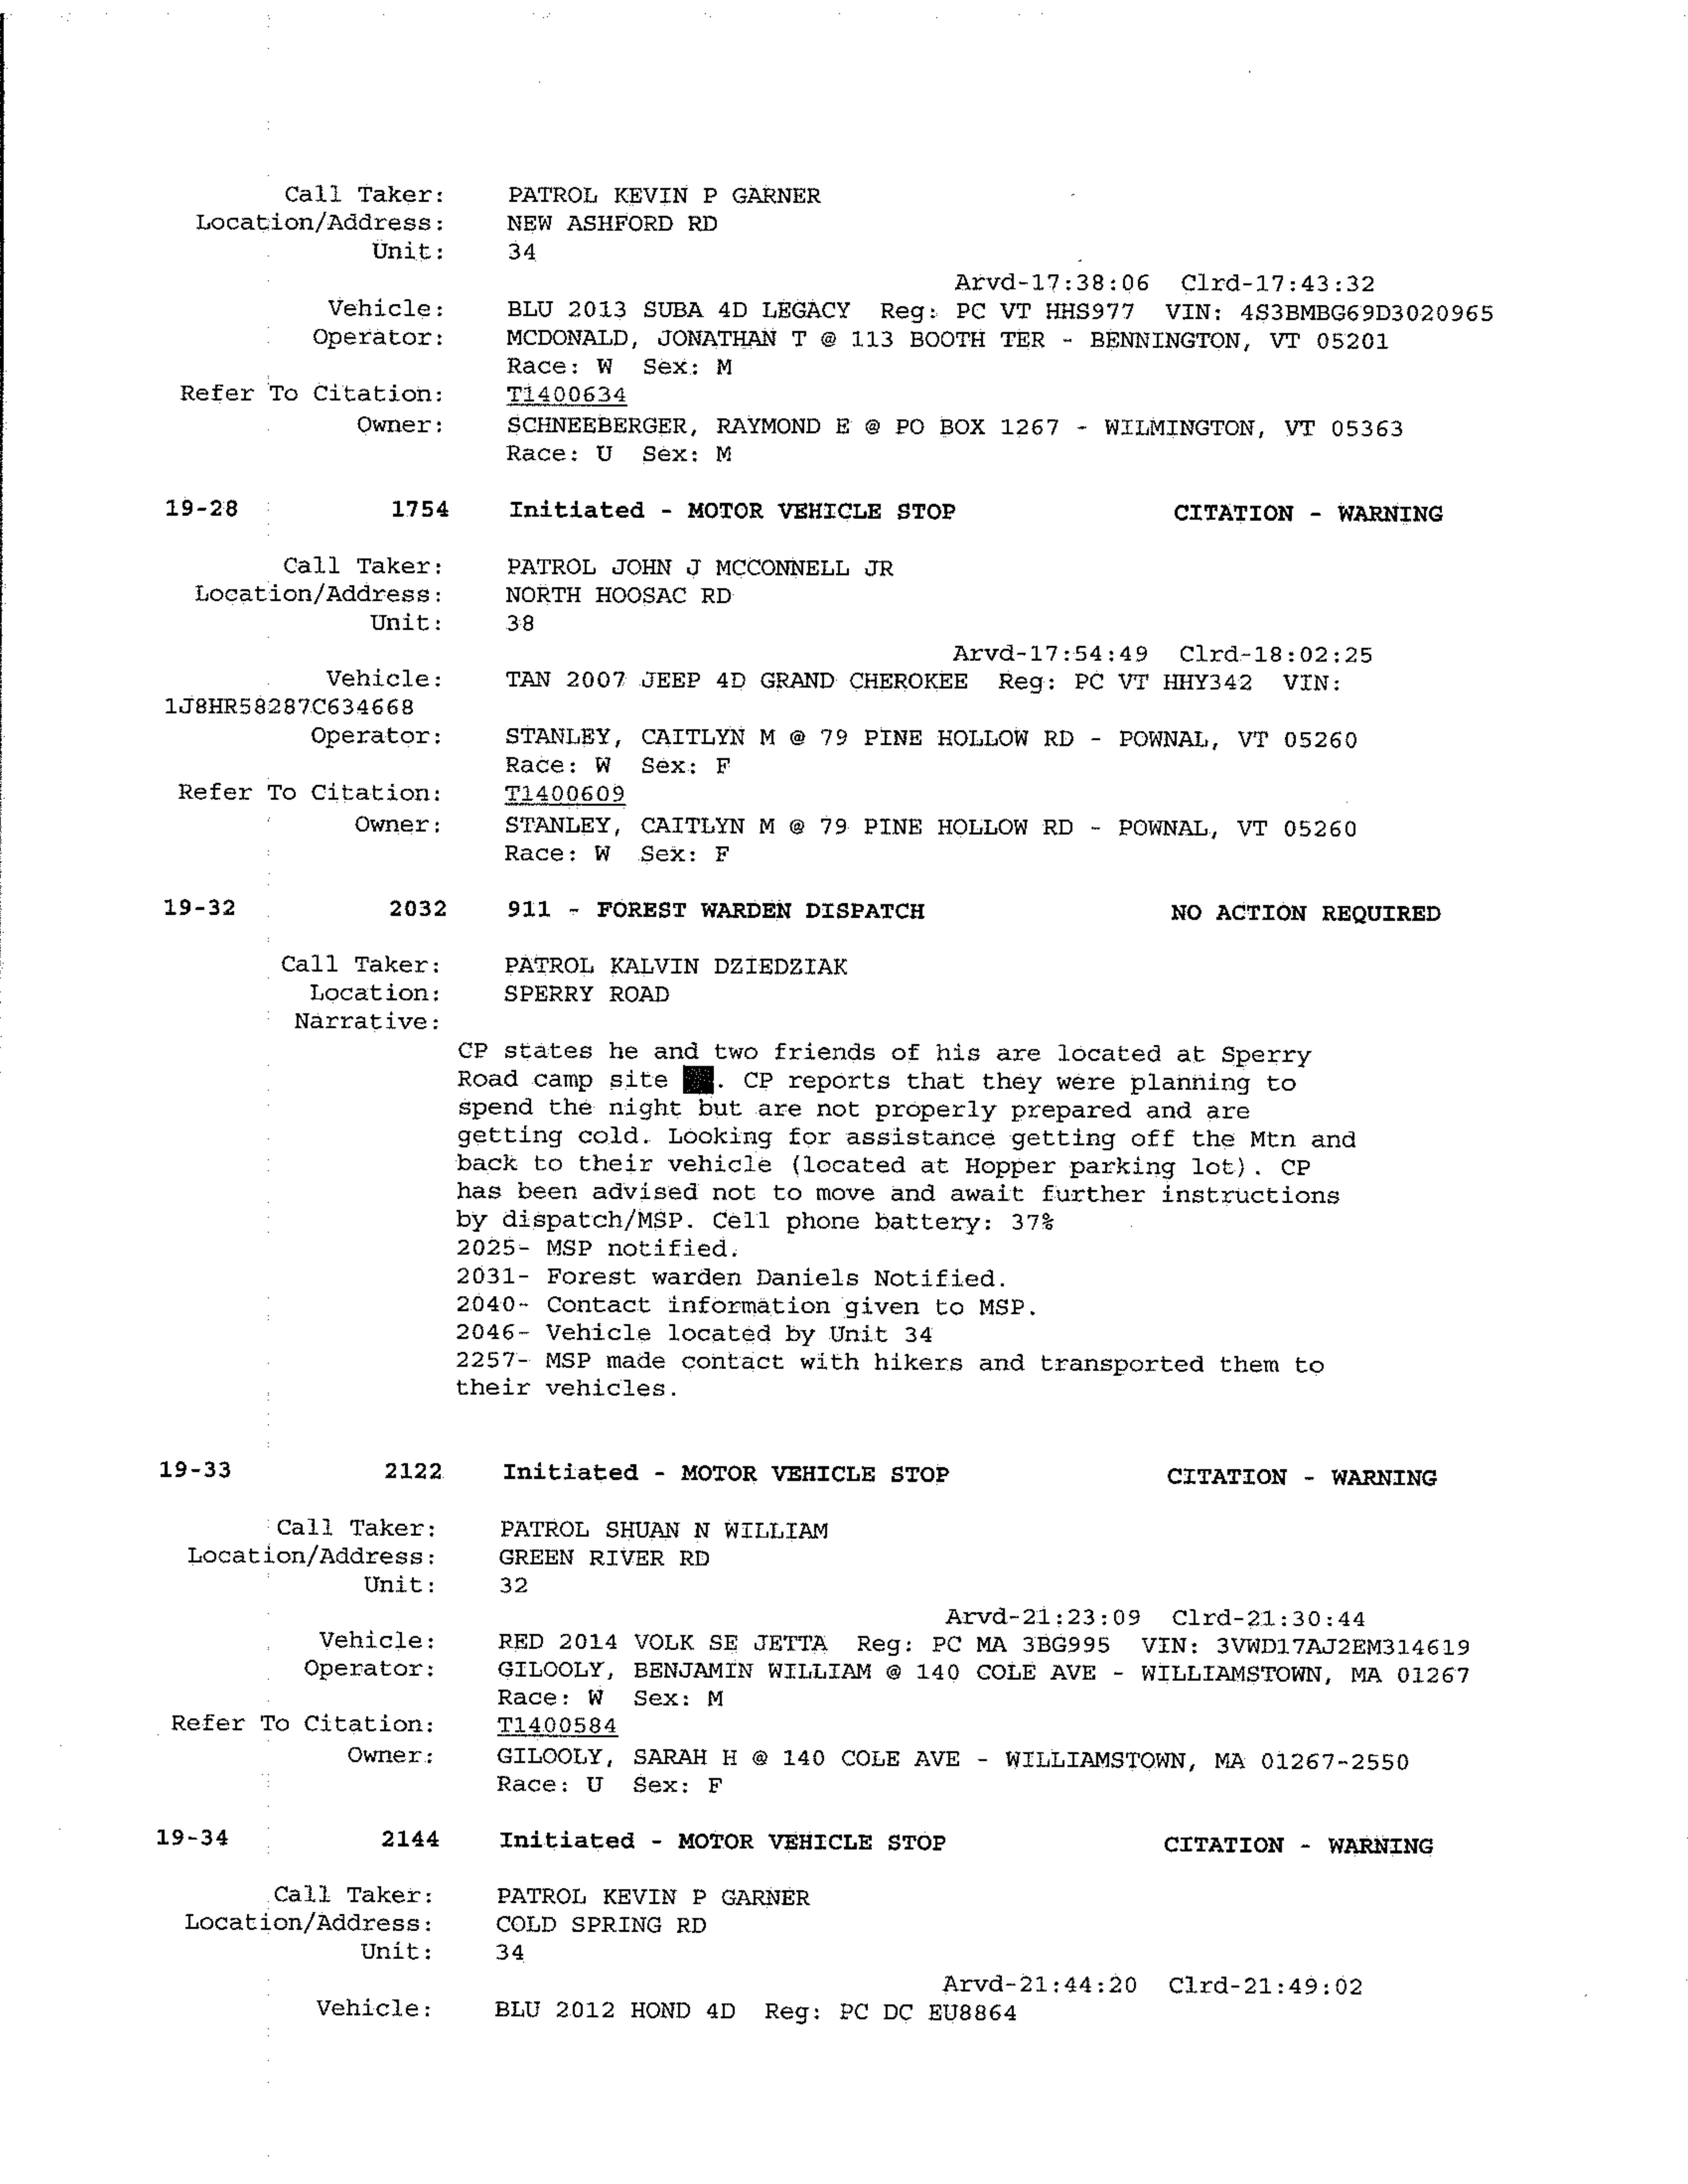 Call Taker: PATROL KEVIN P GARNER
Location/Address: NEW ASHFORD RD
Unit: 34
Arvd-17:38:06 Clrd-17:43:32
Vehicle: BLU 2013 SUBA 4D LEGACY Reg: PC VT HHS977 VIN: 4S3BMBG69D3020965
Operator: MCDONALD, JONATHAN T @ 113 BOOTH TER - BENNINGTON, VT 05201
Race: W Sex: M
Refer To Citation: T1400634
Owner: SCHNEEBERGER, RAYMOND E @ PO BOX 1267 - WILMINGTON, VT 05363
Race: U Sex: M
19-28 1754 Initiated - MOTOR VEHICLE STOP CITATION - WARNING
Call Taker: PATROL JOHN J MCCONNELL JR
Location/Address: NORTH HOOSAC RD
Unit: 38
Arvd-17:54:49 Clrd-18:02:25
Vehicle: TAN 2007 JEEP 4D GRAND CHEROKEE Reg: PC VT HHY342 VIN:
1J8HR58287C634668
Operator: STANLEY, CAITLYN M @ 79 PINE HOLLOW RD - POWNAL, VT 05260
Race: W Sex: F
Refer To Citation: T1400609
Owner: STANLEY, CAITLYN M @ 79 PINE HOLLOW RD - POWNAL, VT 05260
Race: W Sex: F
19-32 2032 911 - FOREST WARDEN DISPATCH NO ACTION REQUIRED
Call Taker: PATROL KALVIN DZIEDZIAK
Location: SPERRY ROAD
Narrative:
CP states he and two friends of his are located at Sperry
Road camp site . CP reports that they were planning to
spend the night but are not properly prepared and are
getting cold. Looking for assistance getting off the Mtn and
back to their vehicle (located at Hopper parking lot). CP
has been advised not to move and await further instructions
by dispatch/MSP. Cell phone battery: 37%
2025- MSP notified.
2031- Forest warden Daniels Notified.
2040- Contact information given to MSP.
2046- Vehicle located by Unit 34
2257- MSP made contact with hikers and transported them to
their vehicles.
19-33 2122 Initiated - MOTOR VEHICLE STOP CITATION - WARNING
Call Taker: PATROL SHUAN N WILLIAM
Location/Address: GREEN RIVER RD
Unit: 32
Arvd-21:23:09 Clrd-21:30:44
Vehicle: RED 2014 VOLK SE JETTA Reg: PC MA 3BG995 VIN: 3VWD17AJ2EM314619
Operator: GILOOLY, BENJAMIN WILLIAM @ 140 COLE AVE - WILLIAMSTOWN, MA 01267
Race: W Sex: M
Refer To Citation: T1400584
Owner: GILOOLY, SARAH H @ 140 COLE AVE - WILLIAMSTOWN, MA 01267-2550
Race: U Sex: F
19-34 2144 Initiated - MOTOR VEHICLE STOP CITATION - WARNING
Call Taker: PATROL KEVIN P GARNER
Location/Address: COLD SPRING RD
Unit: 34
Arvd-21:44:20 Clrd-21:49:02
Vehicle: BLU 2012 HOND 4D Reg: PC DC EU8864